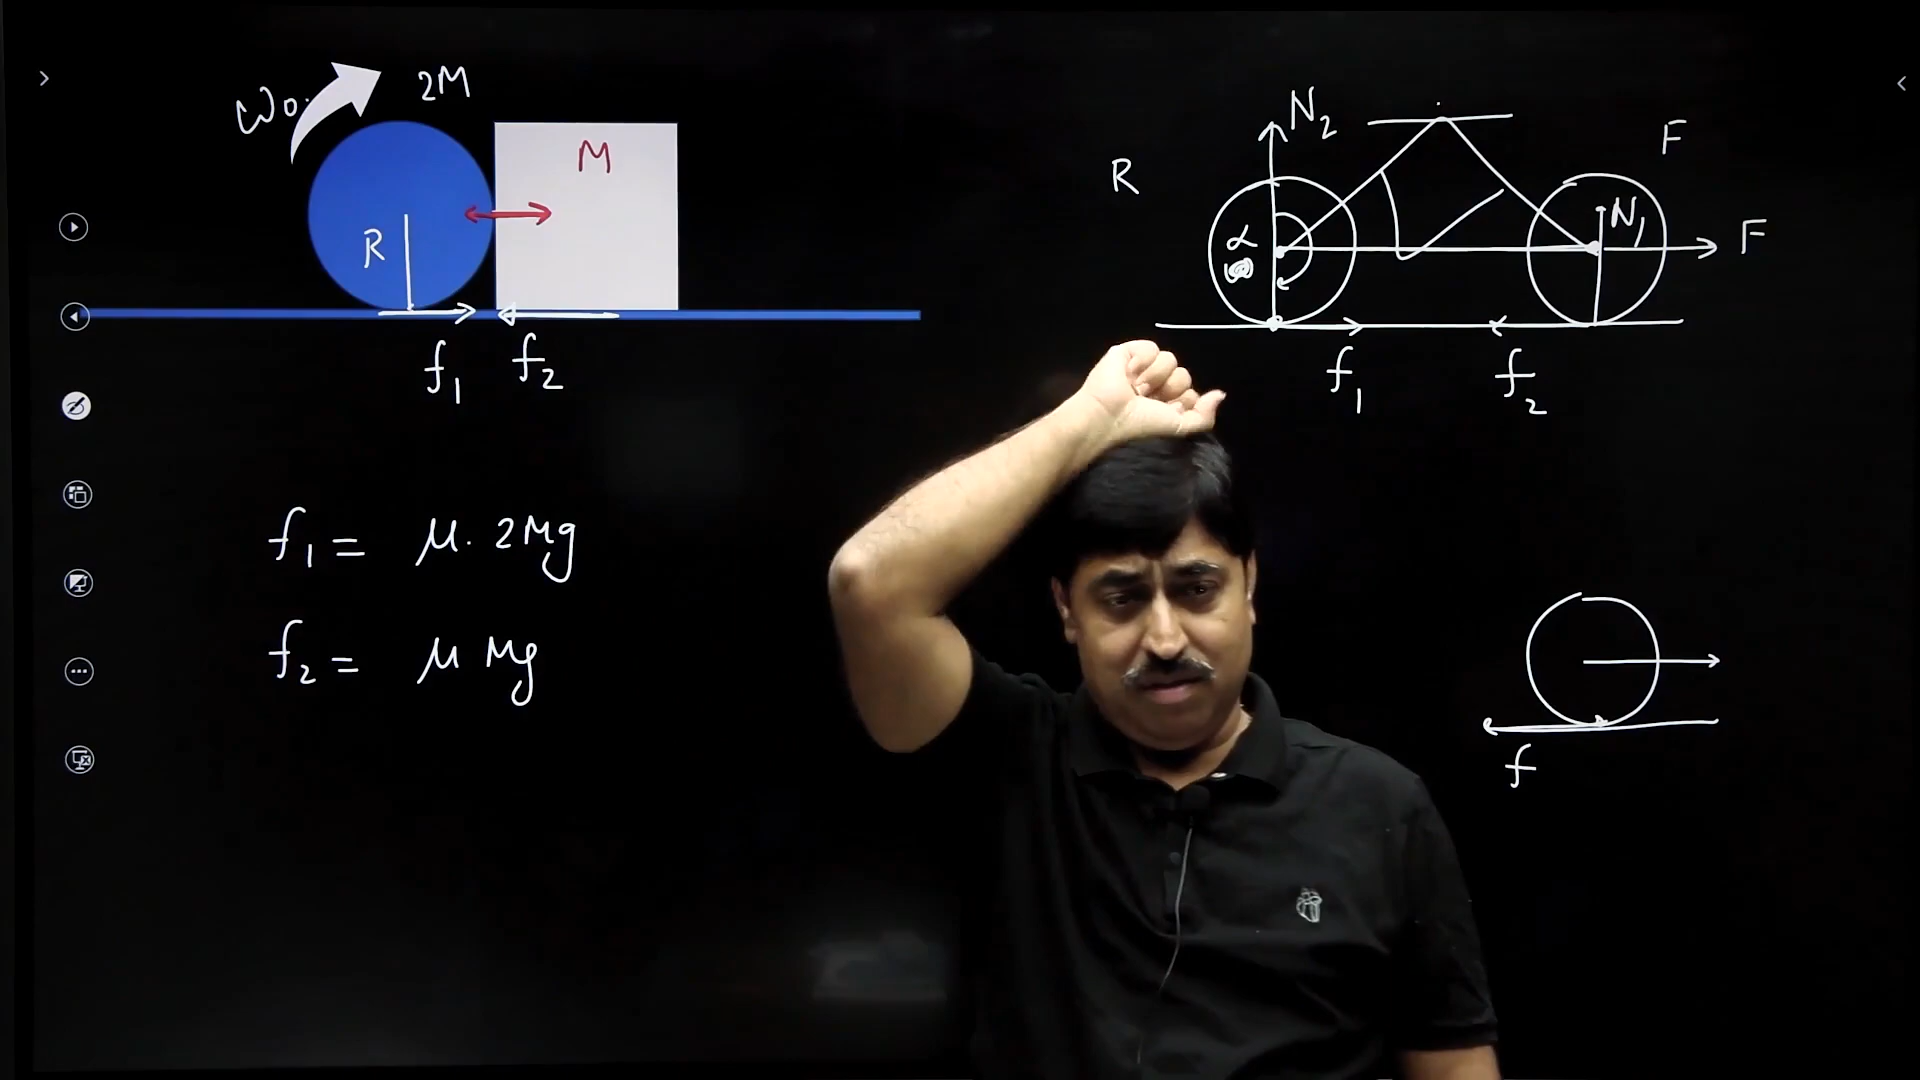 ω₀
2M
M
R
f₁ f₂
f₁ = μ. 2Mg
f₂ = μ Mg
N₂
R
F
N₁
α
F
f₁ f₂
f